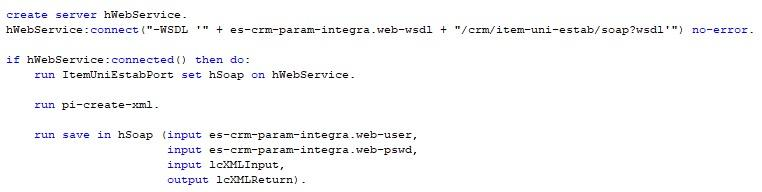 create server hWebService.
hWebService:connect("-WSDL '" + es-crm-param-integra.web-wsdl + "/crm/item-uni-estab/soap?wsdl'") no-error.
if hWebService:connected() then do:
run ItemUniEstabPort set hSoap on hWebService.
run pi-create-xml.
run save in hSoap (input es-crm-param-integra.web-user,
input es-crm-param-integra.web-pswd,
input lcXMLInput,
output lcXMLReturn).